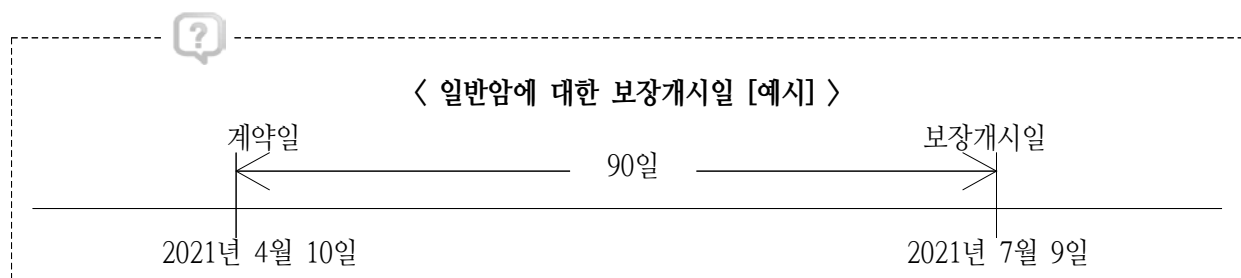 ?
〈 일반암에 대한 보장개시일 [예시] 〉
계약일 보장개시일
90일
2021년 4월 10일 2021년 7월 9일